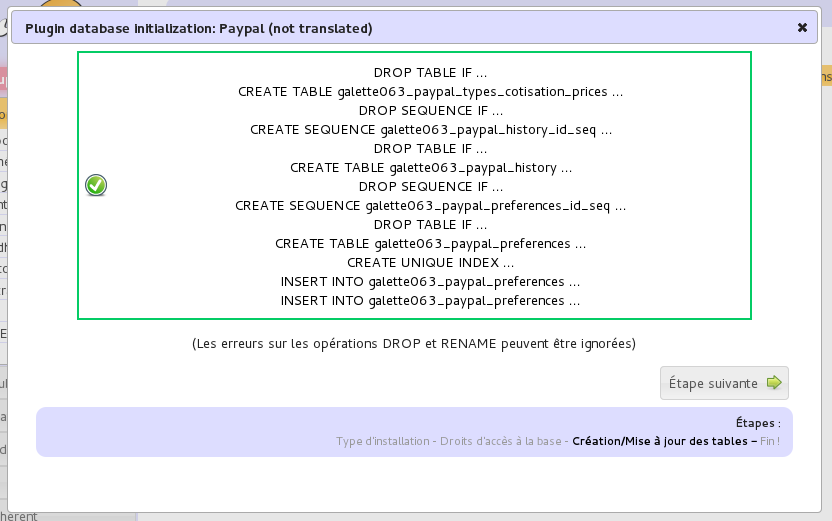 Plugin database initialization: Paypal (not translated)
DROP TABLE IF ...
CREATE TABLE galette063_paypal_types_cotisation_prices ...
DROP SEQUENCE IF ...
CREATE SEQUENCE galette063_paypal_history_id_seq ...
DROP TABLE IF ...
CREATE TABLE galette063_paypal_history ...
DROP SEQUENCE IF ...
CREATE SEQUENCE galette063_paypal_preferences_id_seq ...
DROP TABLE IF ...
CREATE TABLE galette063_paypal_preferences ...
CREATE UNIQUE INDEX ...
INSERT INTO galette063_paypal_preferences ...
INSERT INTO galette063_paypal_preferences ...
(Les erreurs sur les opérations DROP et RENAME peuvent être ignorées)
Étape suivante
Étapes :
Type d'installation - Droits d'accès à la base - Création/Mise à jour des tables – Fin !